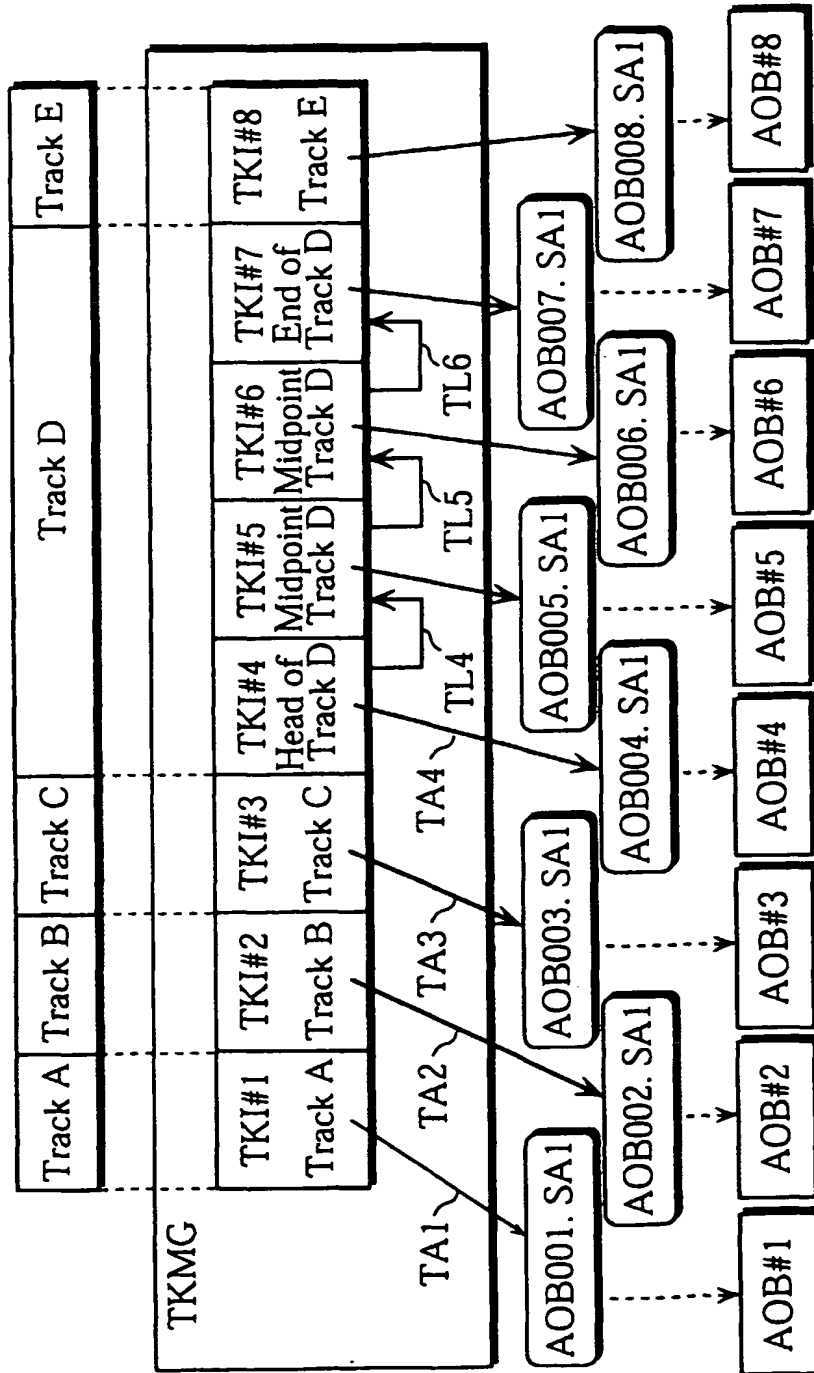 Track A
Track B
Track C
Track D
Track E
TKMG
TKI#1
Track A
TKI#2
Track B
TKI#3
Track C
TKI#4
Head of
Track D
TKI#5
Midpoint
Track D
TKI#6
Midpoint
Track D
TKI#7
End of
Track D
TKI#8
Track E
TA1
TA2
TA3
TA4
TL4
TL5
TL6
AOB001. SA1
AOB002. SA1
AOB003. SA1
AOB004. SA1
AOB005. SA1
AOB006. SA1
AOB007. SA1
AOB008. SA1
AOB#1
AOB#2
AOB#3
AOB#4
AOB#5
AOB#6
AOB#7
AOB#8